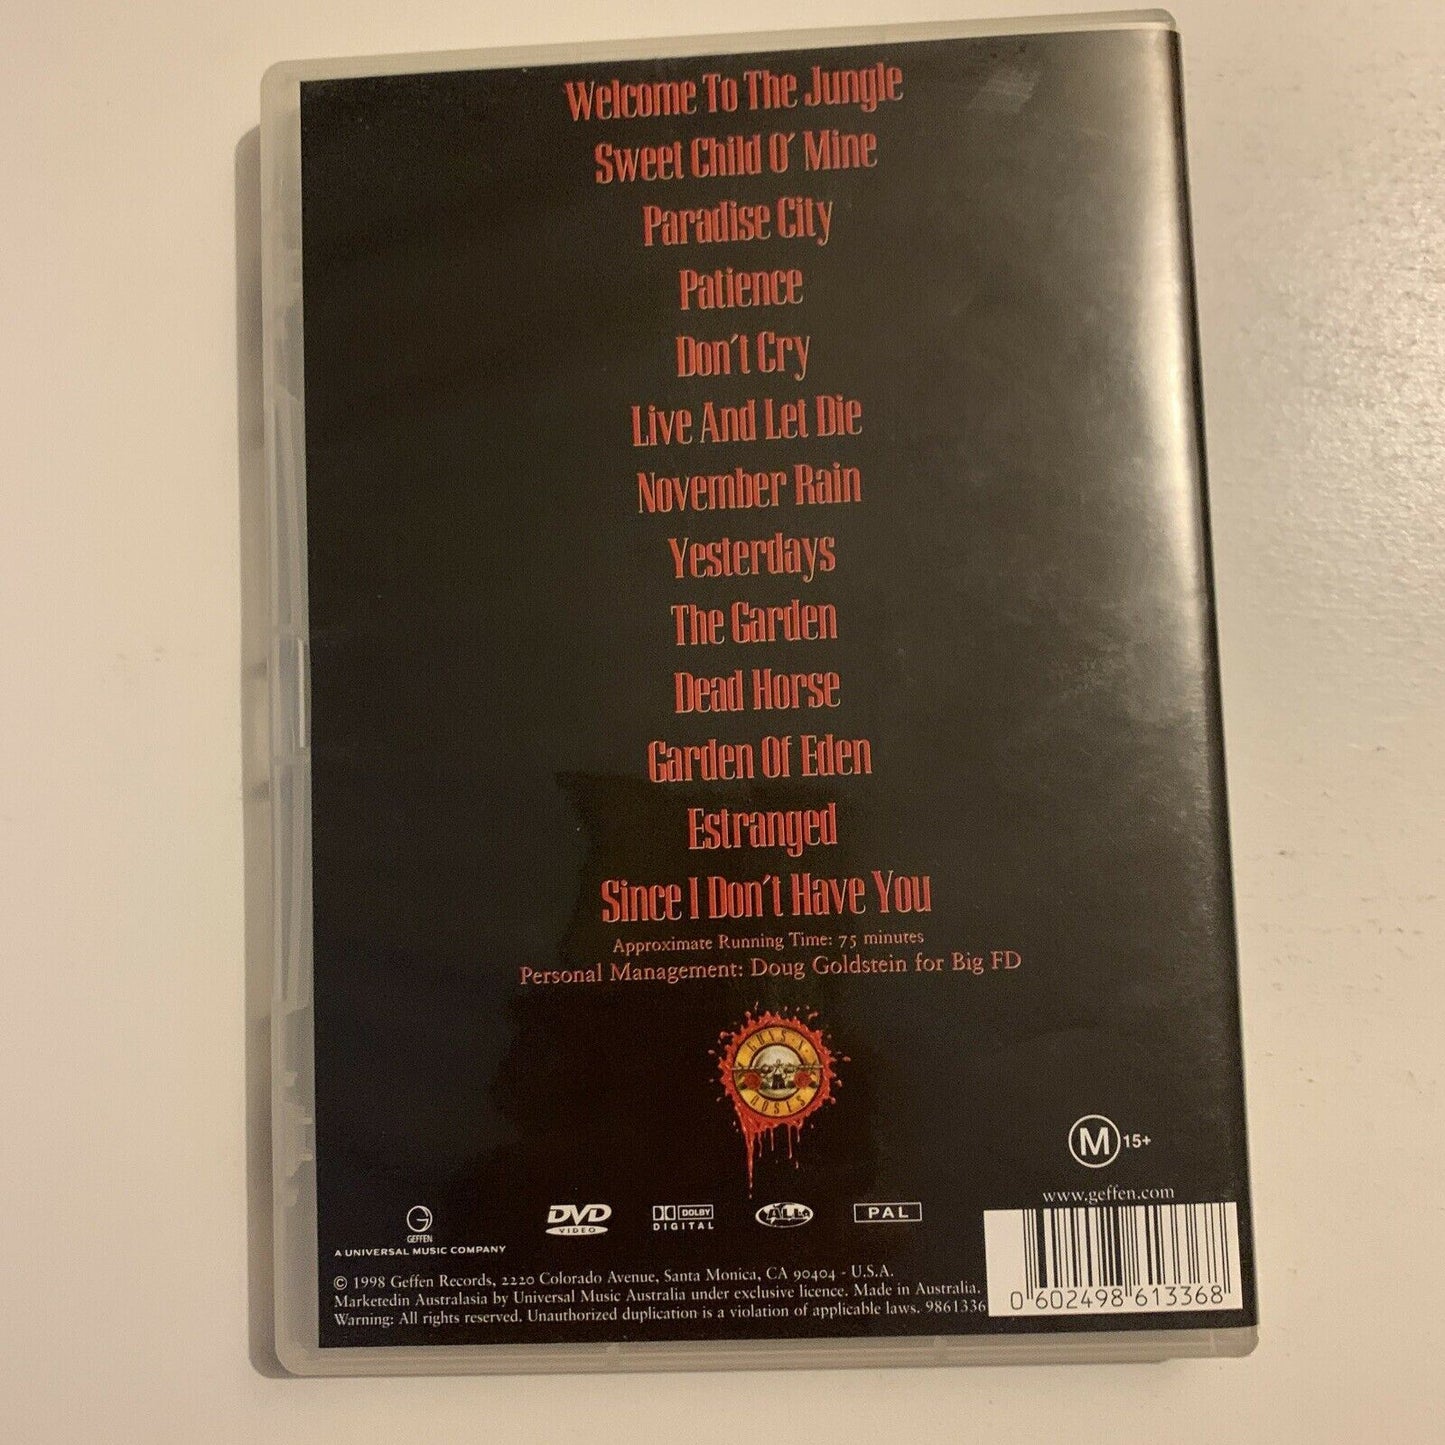 Welcome To The Jungle
Sweet Child O' Mine
Paradise City
Patience
Don't Cry
Live And Let Die
November Rain
Yesterdays
The Garden
Dead Horse
Garden Of Eden
Estranged
Since I Don't Have You
Approximate Running Time: 75 minutes
Personal Management: Doug Goldstein for Big FD
GUNS N
ROSES
M 15+
www.geffen.com
GEFFEN
A UNIVERSAL MUSIC COMPANY
DVD
VIDEO
DOLBY
DIGITAL
ALL
PAL
© 1998 Geffen Records, 2220 Colorado Avenue, Santa Monica, CA 90404 - U.S.A.
Marketedin Australasia by Universal Music Australia under exclusive licence. Made in Australia.
Warning: All rights reserved. Unauthorized duplication is a violation of applicable laws. 9861336
0 602498 613368